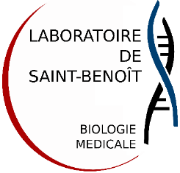 LABORATOIRE
DE
SAINT-BENOÎT
BIOLOGIE
MEDICALE